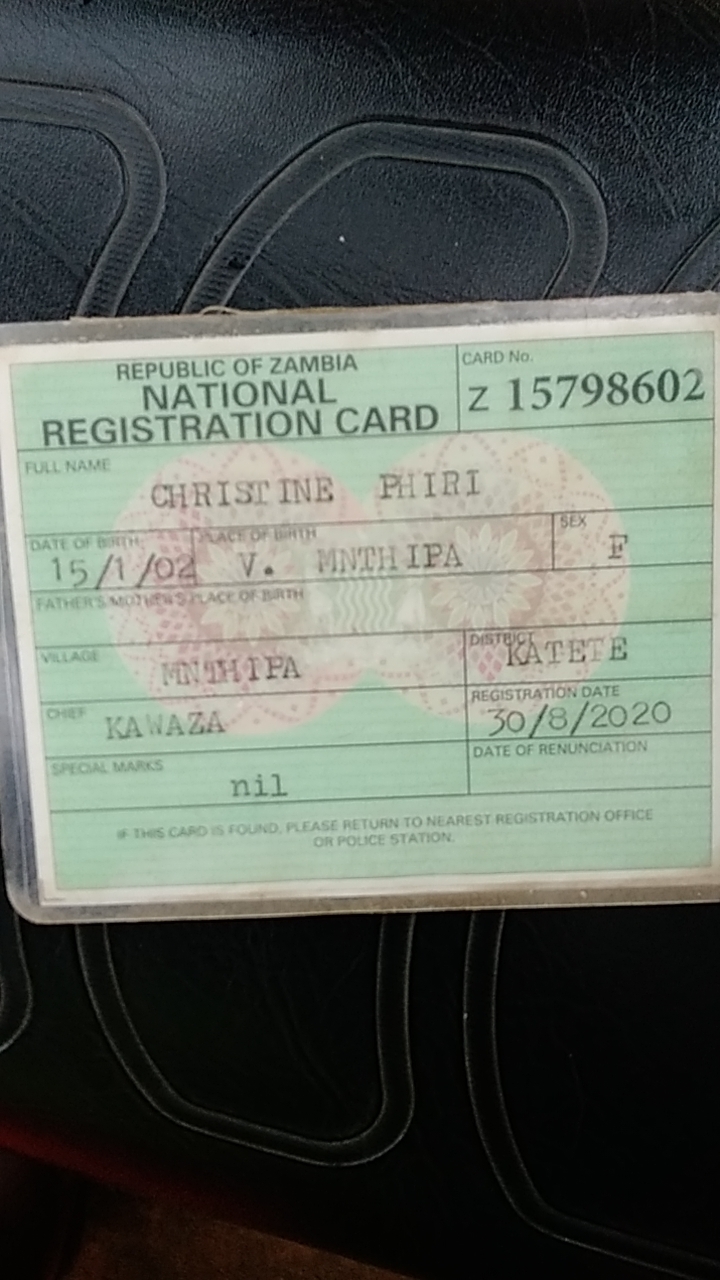 REPUBLIC OF ZAMBIA
NATIONAL
REGISTRATION CARD
CARD No.
Z 15798602
FULL NAME
CHRISTINE PHIRI
DATE OF BIRTH
15/1/02
PLACE OF BIRTH
V. MNTHIPA
SEX
F
FATHER'S/MOTHER'S PLACE OF BIRTH
VILLAGE
MNTHIPA
DISTRICT
KATETE
CHIEF
KAWAZA
REGISTRATION DATE
30/8/2020
SPECIAL MARKS
nil
DATE OF RENUNCIATION
IF THIS CARD IS FOUND, PLEASE RETURN TO NEAREST REGISTRATION OFFICE
OR POLICE STATION.